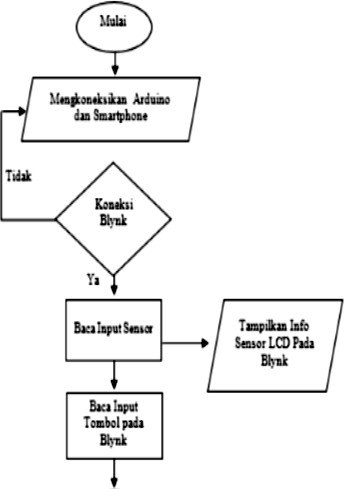 Mulai
Mengkoneksikan Arduino
dan Smartphone
Tidak
Koneksi
Blynk
Ya
Baca Input Sensor
Tampilkan Info
Sensor LCD Pada
Blynk
Baca Input
Tombol pada
Blynk